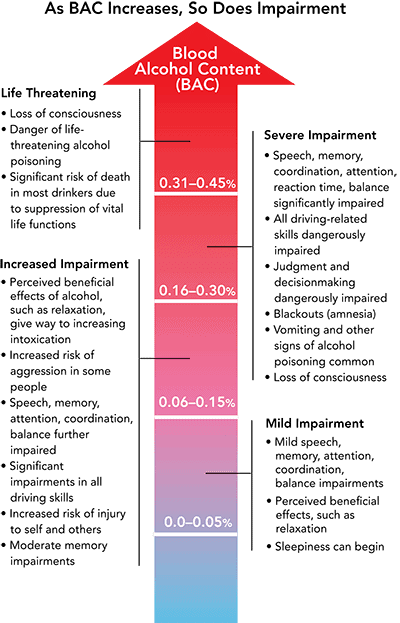 As BAC Increases, So Does Impairment
Blood
Alcohol Content
(BAC)
Life Threatening
• Loss of consciousness
• Danger of life-
threatening alcohol
poisoning
• Significant risk of death
in most drinkers due
to suppression of vital
life functions
0.31–0.45%
Severe Impairment
• Speech, memory,
coordination, attention,
reaction time, balance
significantly impaired
• All driving-related
skills dangerously
impaired
• Judgment and
decisionmaking
dangerously impaired
• Blackouts (amnesia)
• Vomiting and other
signs of alcohol
poisoning common
• Loss of consciousness
0.16–0.30%
Increased Impairment
• Perceived beneficial
effects of alcohol,
such as relaxation,
give way to increasing
intoxication
• Increased risk of
aggression in some
people
• Speech, memory,
attention, coordination,
balance further
impaired
• Significant
impairments in all
driving skills
• Increased risk of injury
to self and others
• Moderate memory
impairments
0.06–0.15%
Mild Impairment
• Mild speech,
memory, attention,
coordination,
balance impairments
• Perceived beneficial
effects, such as
relaxation
• Sleepiness can begin
0.0–0.05%